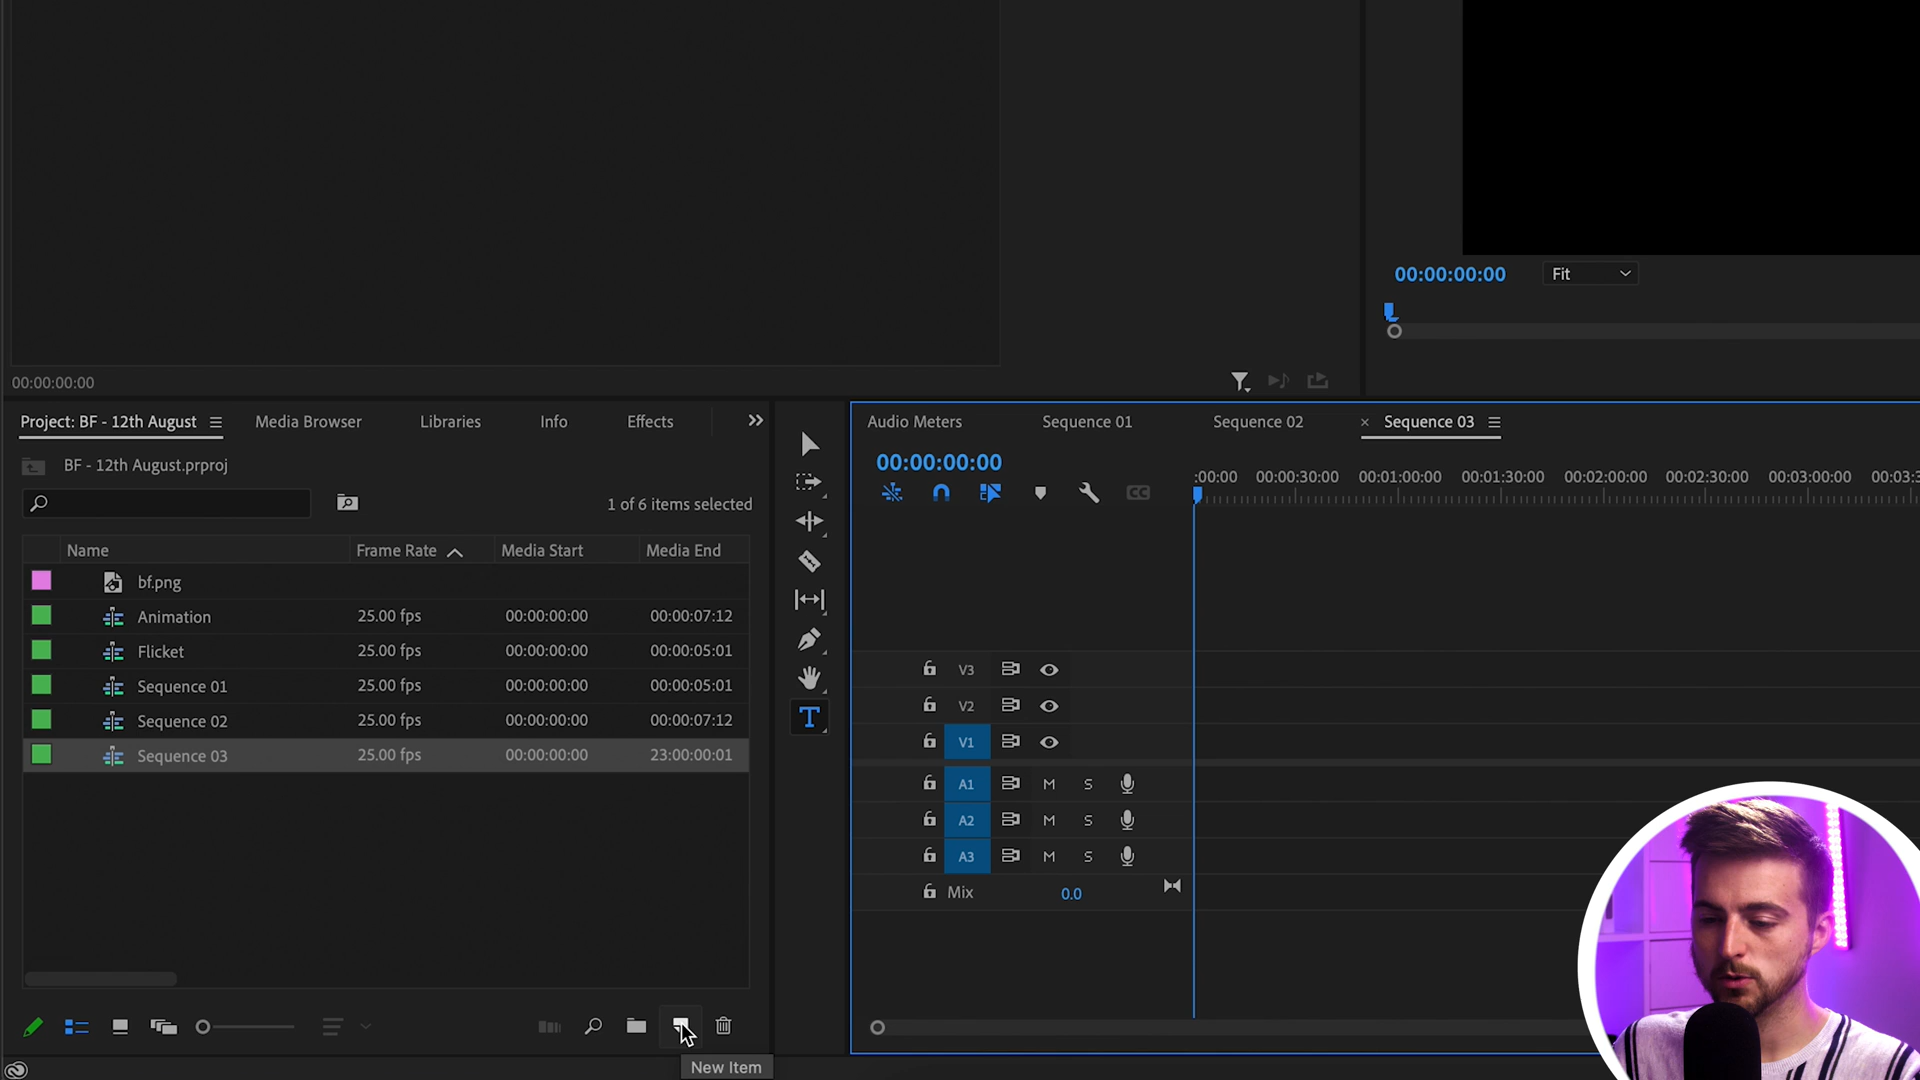 00:00:00:00 Fit
00:00:00:00
Project: BF - 12th August Media Browser Libraries Info Effects
BF - 12th August.prproj
1 of 6 items selected
Name Frame Rate Media Start Media End
bf.png
Animation 25.00 fps 00:00:00:00 00:00:07:12
Flicket 25.00 fps 00:00:00:00 00:00:05:01
Sequence 01 25.00 fps 00:00:00:00 00:00:05:01
Sequence 02 25.00 fps 00:00:00:00 00:00:07:12
Sequence 03 25.00 fps 00:00:00:00 23:00:00:01
New Item
T
Audio Meters Sequence 01 Sequence 02 × Sequence 03
00:00:00:00
CC
:00:00 00:00:30:00 00:01:00:00 00:01:30:00 00:02:00:00 00:02:30:00 00:03:00:00 00:03:3
V3
V2
V1
A1 M S
A2 M S
A3 M S
Mix 0.0